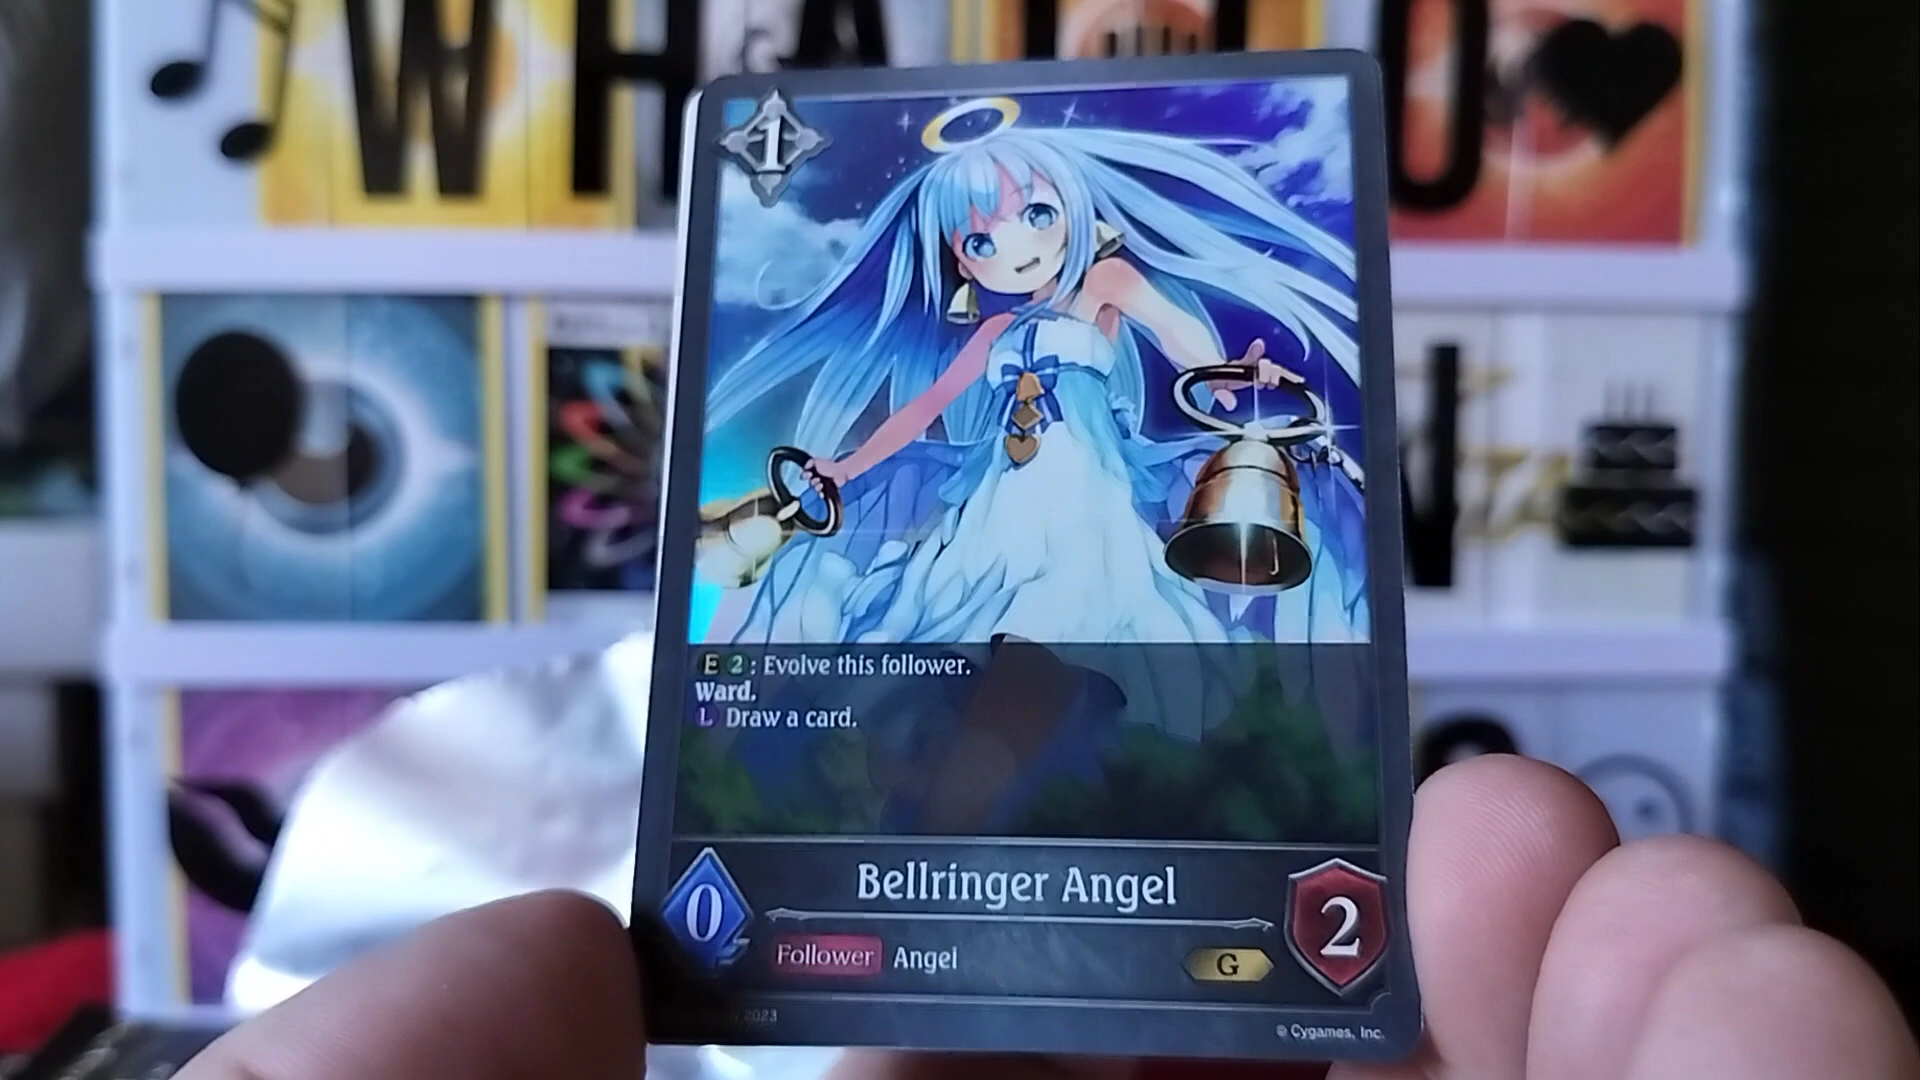 1
E 2: Evolve this follower.
Ward.
L Draw a card.
Bellringer Angel
0
2
Follower Angel
G
2023
© Cygames, Inc.